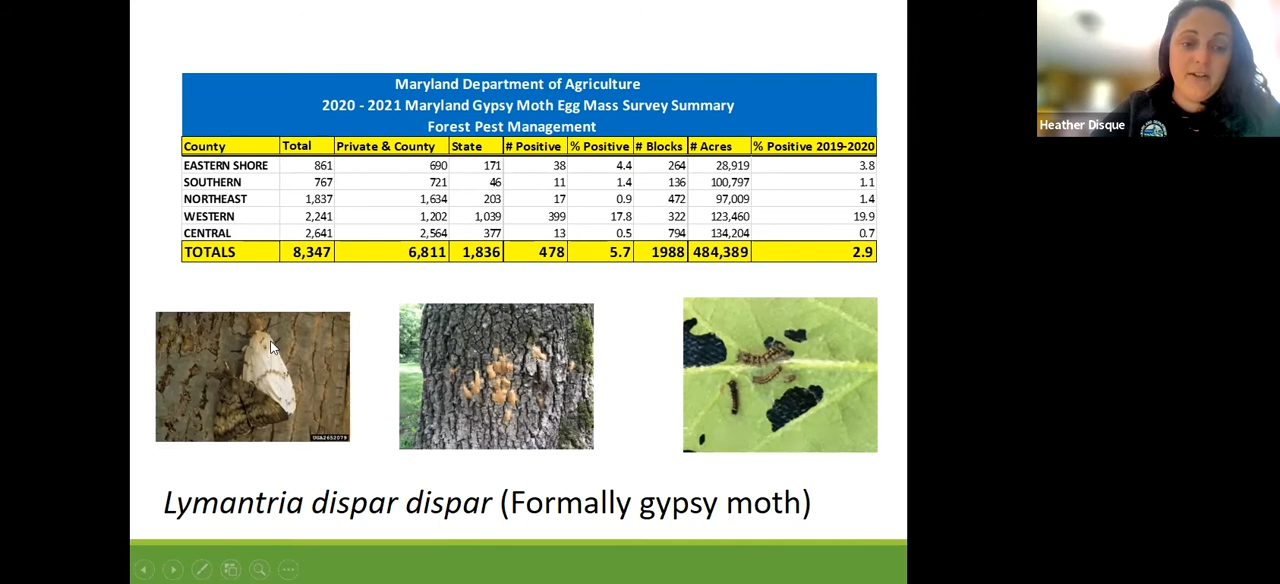 Maryland Department of Agriculture
2020 - 2021 Maryland Gypsy Moth Egg Mass Survey Summary
Forest Pest Management
County Total Private & County State # Positive % Positive # Blocks # Acres % Positive 2019-2020
EASTERN SHORE 861 690 171 38 4.4 264 28,919 3.8
SOUTHERN 767 721 46 11 1.4 136 100,797 1.1
NORTHEAST 1,837 1,634 203 17 0.9 472 97,009 1.4
WESTERN 2,241 1,202 1,039 399 17.8 322 123,460 19.9
CENTRAL 2,641 2,564 377 13 0.5 794 134,204 0.7
TOTALS 8,347 6,811 1,836 478 5.7 1988 484,389 2.9
Heather Disque
UGA2652079
Lymantria dispar dispar (Formally gypsy moth)